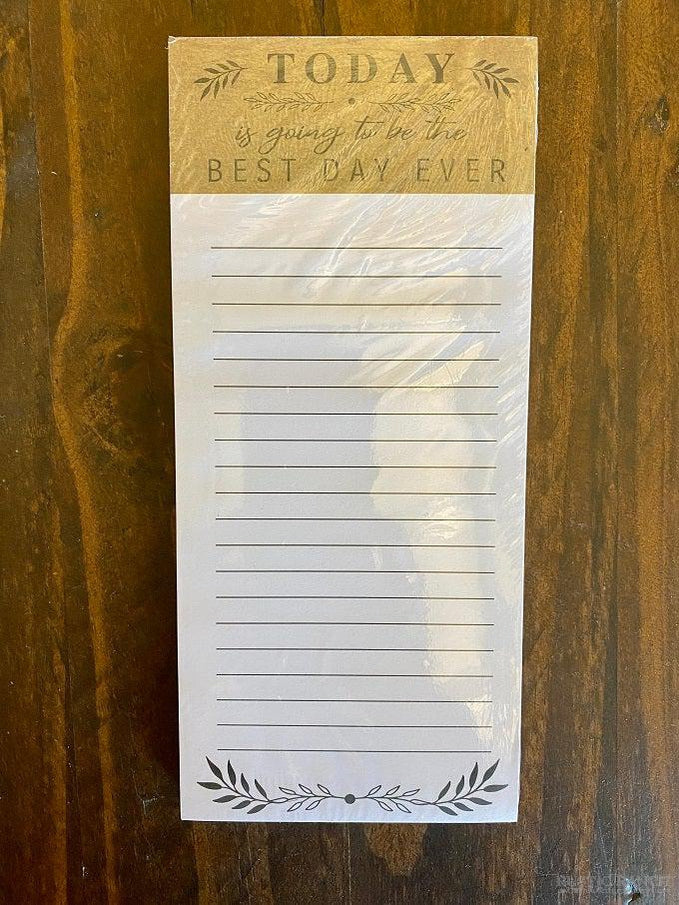 TODAY
is going to be the
BEST DAY EVER